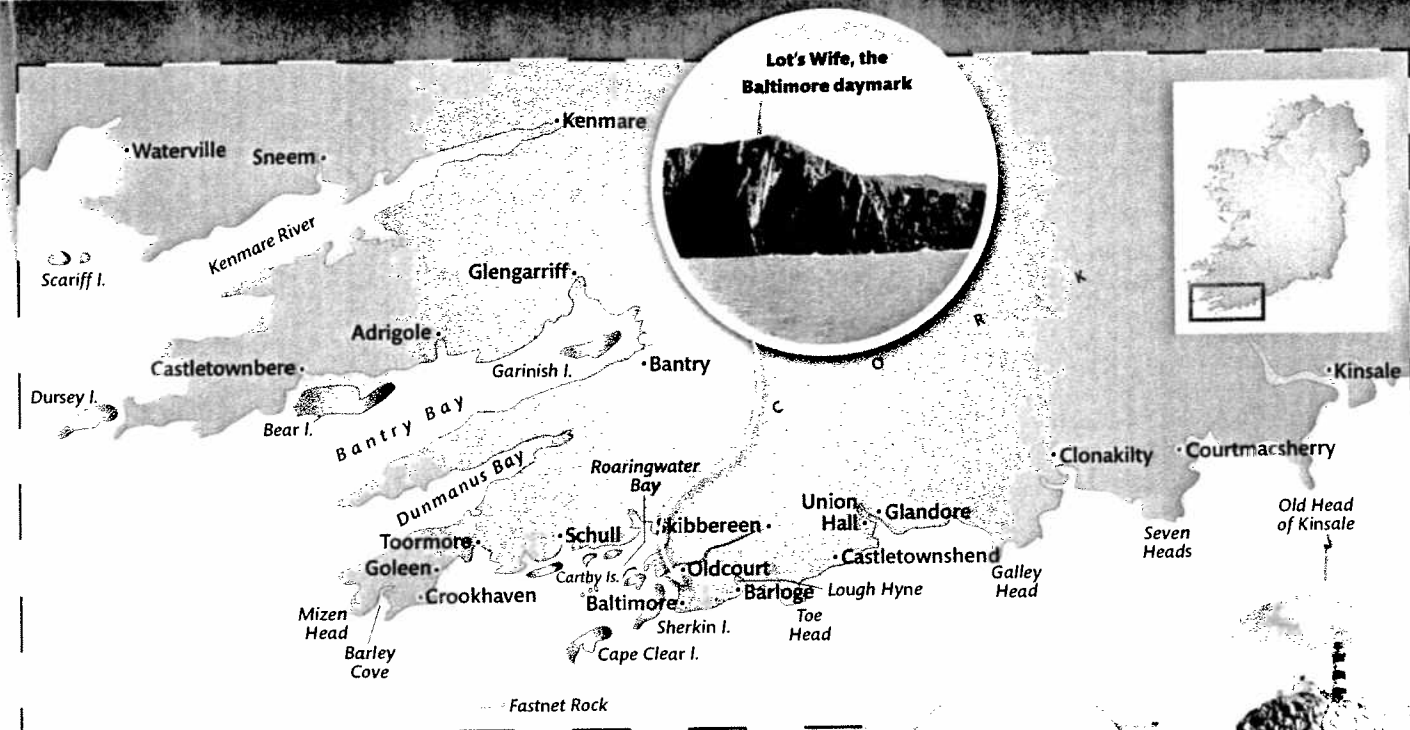 Lot's Wife, the
Baltimore daymark
Kenmare
Waterville
Sneem
Kenmare River
Scariff I.
Glengarriff
Adrigole
Castletownbere
Garinish I.
Bantry
Dursey I.
Bear I.
Bantry Bay
CORK
Kinsale
Clonakilty
Courtmacsherry
Dunmanus Bay
Roaringwater
Bay
Union
Hall
Glandore
Old Head
of Kinsale
Seven
Heads
Toormore
Schull
kibbereen
Castletownshend
Goleen
Carthy Is.
Oldcourt
Galley
Head
Crookhaven
Baltimore
Barloge
Lough Hyne
Mizen
Head
Sherkin I.
Toe
Head
Barley
Cove
Cape Clear I.
Fastnet Rock